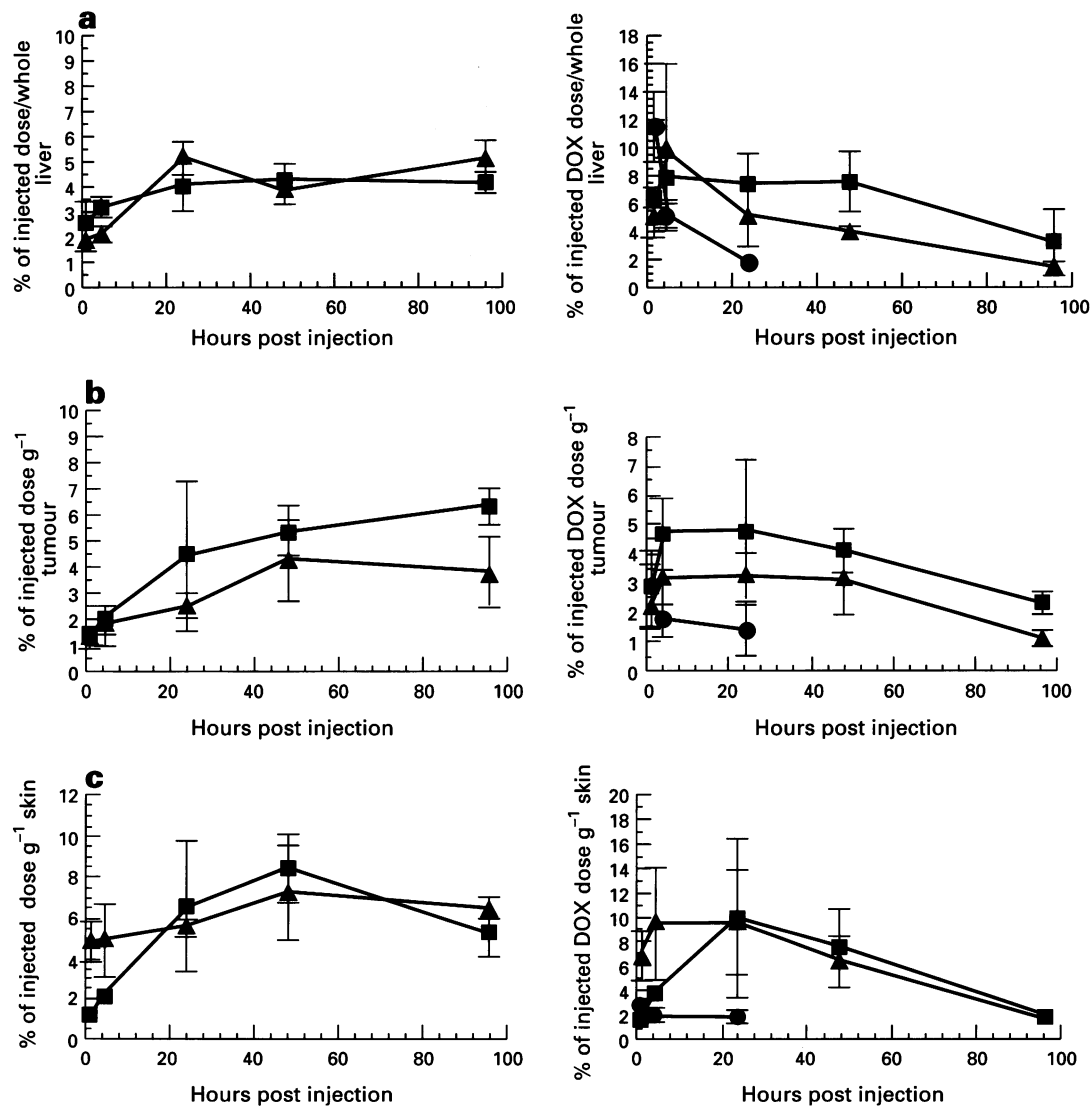 a
% of injected dose/whole
liver
10
9
8
7
6
5
4
3
2
1
0
0 20 40 60 80 100
Hours post injection
% of injected DOX dose/whole
liver
18
16
14
12
10
8
6
4
2
0
0 20 40 60 80 100
Hours post injection
b
% of injected dose g⁻¹
tumour
10
9
8
7
6
5
4
3
2
1
0
0 20 40 60 80 100
Hours post injection
% of injected DOX dose g⁻¹
tumour
8
7
6
5
4
3
2
1
0
0 20 40 60 80 100
Hours post injection
c
% of injected dose g⁻¹ skin
12
10
8
6
4
2
0
0 20 40 60 80 100
Hours post injection
% of injected DOX dose g⁻¹ skin
20
18
16
14
12
10
8
6
4
2
0
0 20 40 60 80 100
Hours post injection